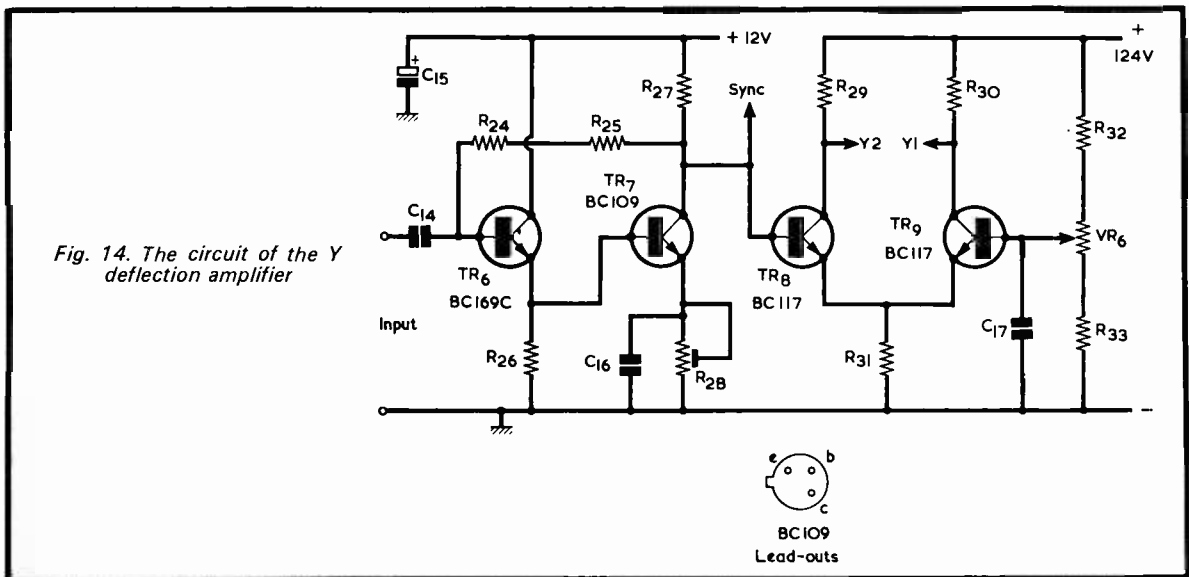 Fig. 14. The circuit of the Y
deflection amplifier
+
C15
+ 12V
R27
Sync
R29
R30
+
124V
R24
R25
R32
Y2
Y1
C14
TR7
BC109
TR6
BC169C
TR8
BC117
TR9
BC117
VR6
Input
R26
C16
R28
R31
C17
R33
-
e
b
c
BC109
Lead-outs